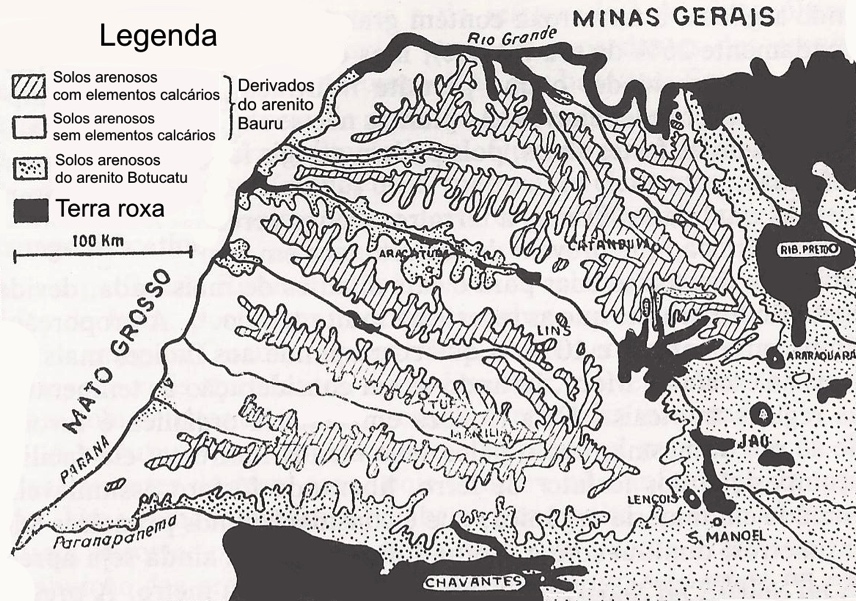 MINAS GERAIS
Rio Grande
Legenda
Solos arenosos
com elementos calcários
Solos arenosos
sem elementos calcários
Derivados
do arenito
Bauru
Solos arenosos
do arenito Botucatu
Terra roxa
100 Km
MATO GROSSO
PARANA
Paranapanema
ARAÇATUBA
CATANDUVA
RIB. PRETO
LINS
ARARAQUARA
MARILIA
JAÚ
LENÇOIS
S. MANOEL
CHAVANTES